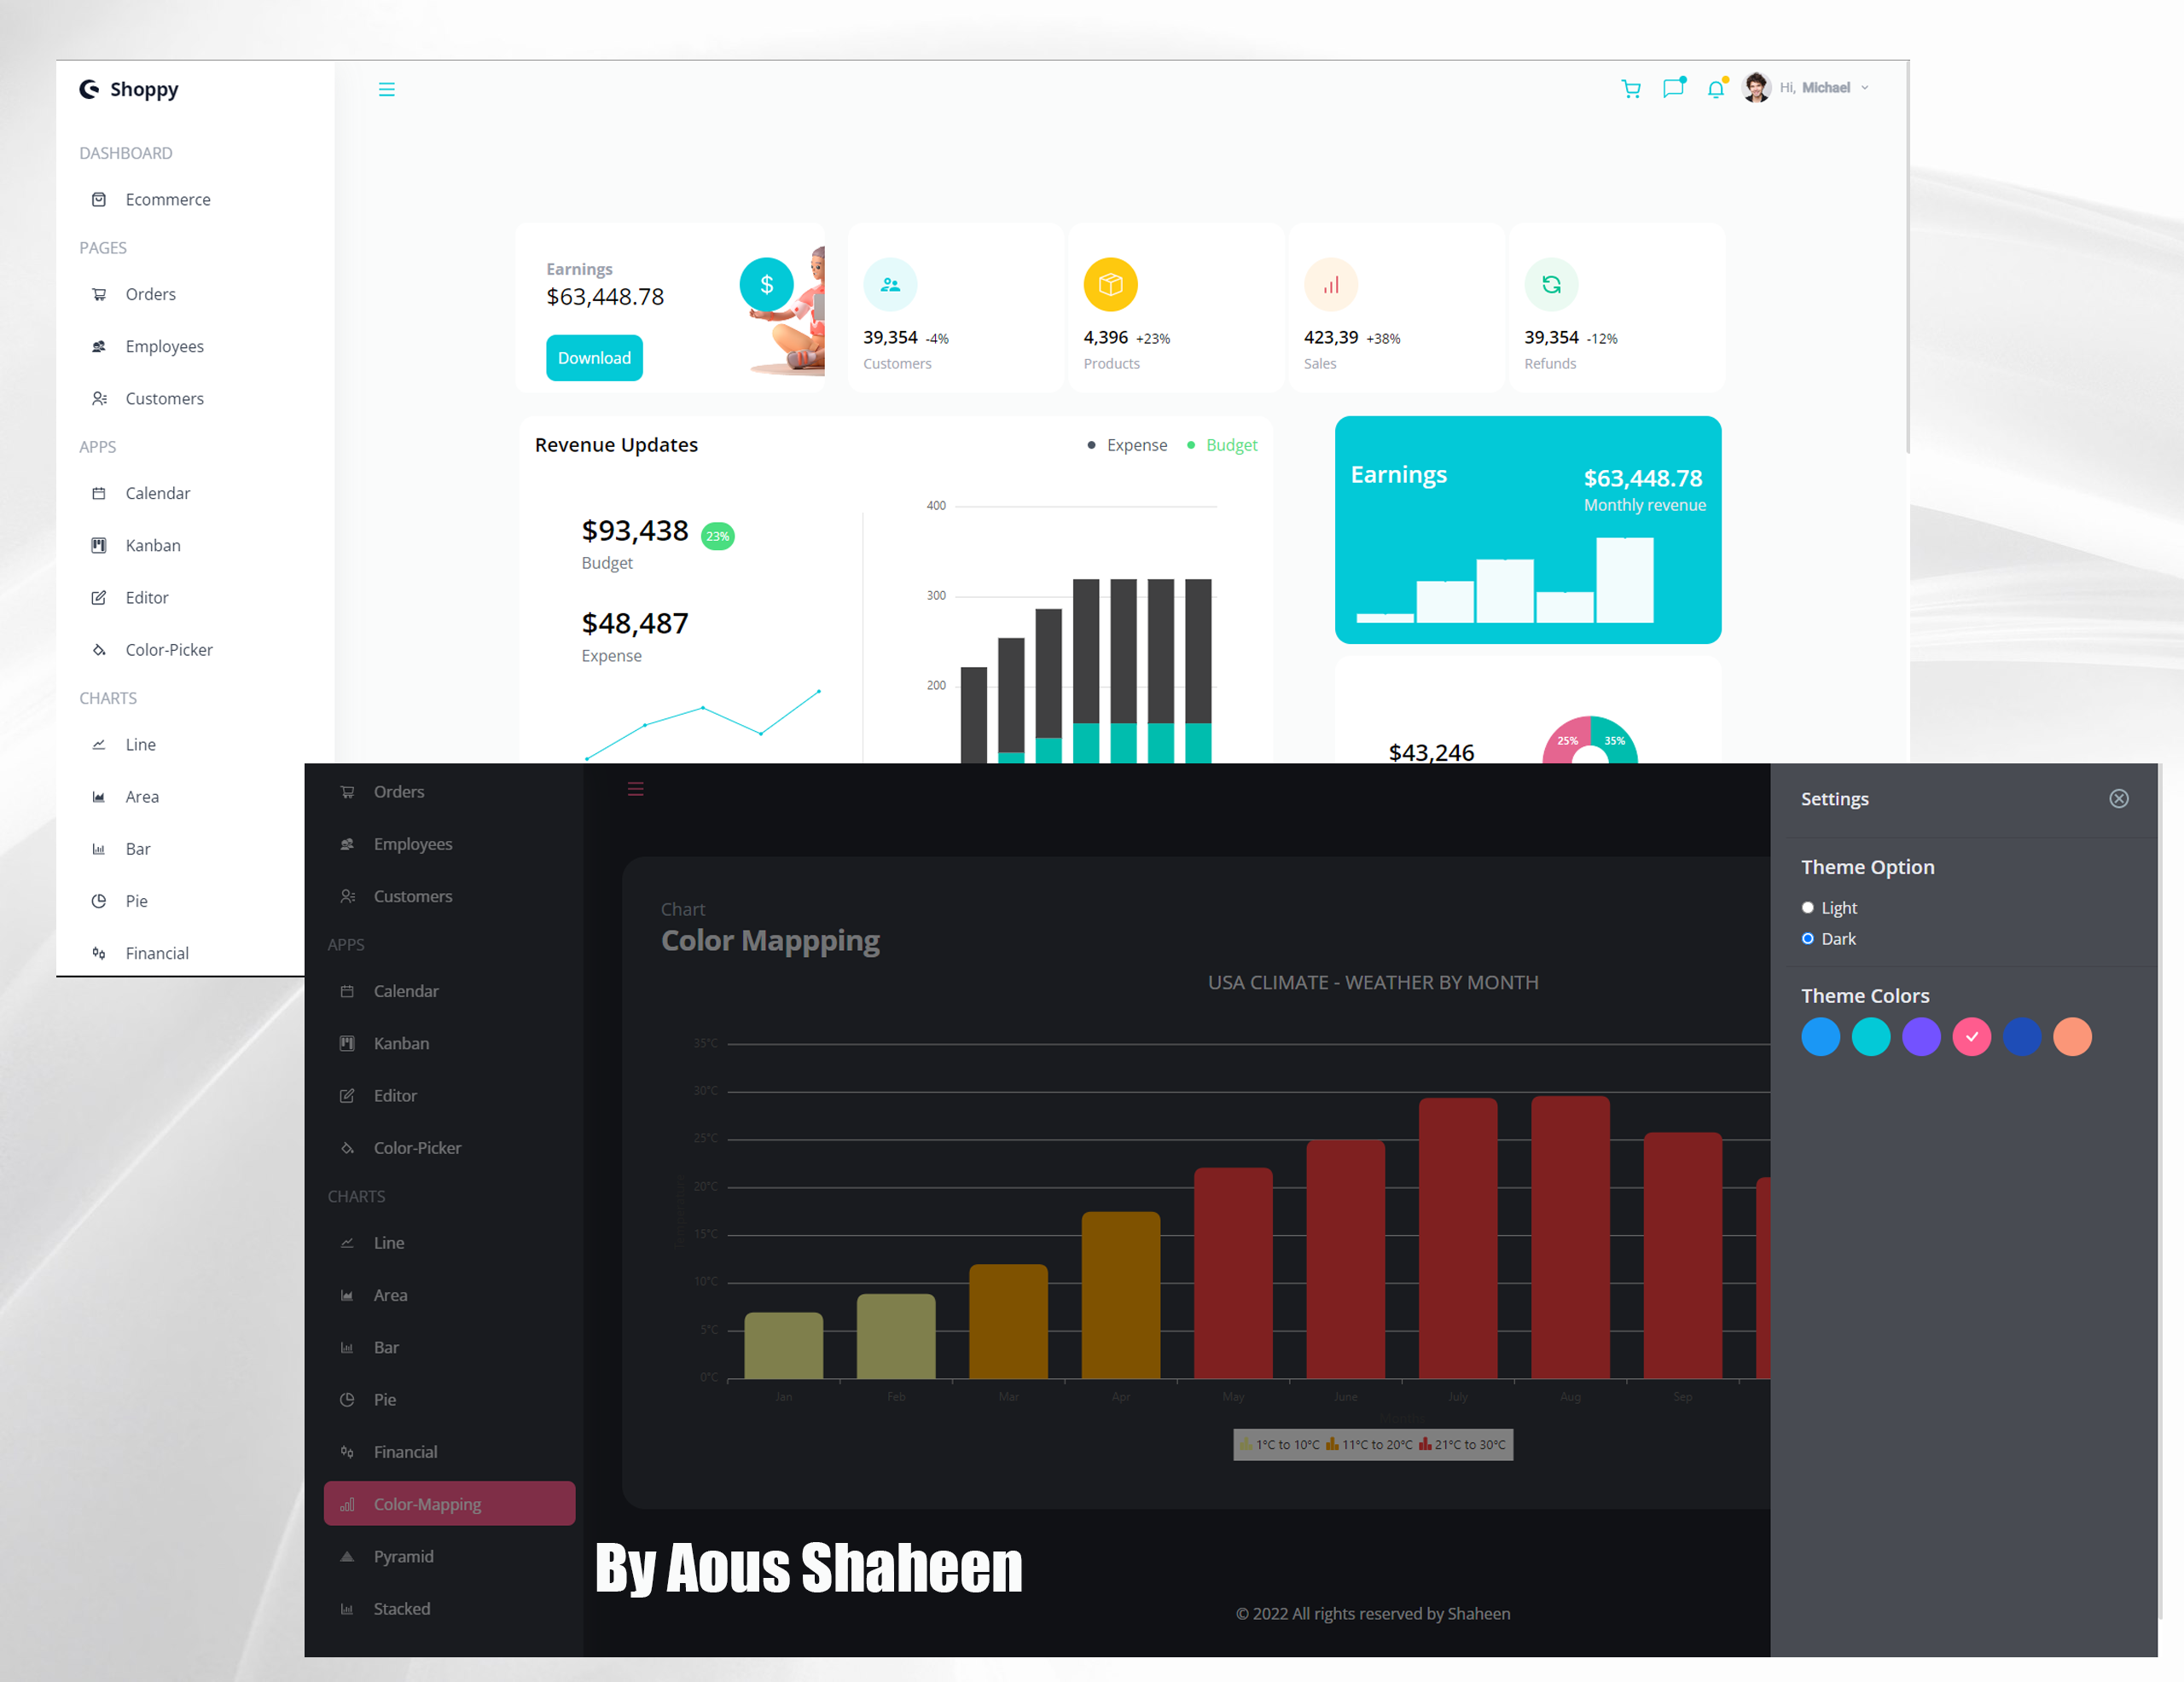 Shoppy
Hi, Michael
DASHBOARD
Ecommerce
PAGES
Orders
Employees
Customers
APPS
Calendar
Kanban
Editor
Color-Picker
CHARTS
Line
Area
Bar
Pie
Financial
Earnings
$63,448.78
Download
$
39,354 -4%
Customers
4,396 +23%
Products
423,39 +38%
Sales
39,354 -12%
Refunds
Revenue Updates
Expense
Budget
$93,438 23%
Budget
$48,487
Expense
400
300
200
Earnings
$63,448.78
Monthly revenue
$43,246
25%
35%
Orders
Employees
Customers
APPS
Calendar
Kanban
Editor
Color-Picker
CHARTS
Line
Area
Bar
Pie
Financial
Color-Mapping
Pyramid
Stacked
Chart
Color Mappping
USA CLIMATE - WEATHER BY MONTH
35°C
30°C
25°C
20°C
15°C
10°C
5°C
0°C
Jan Feb Mar Apr May June July Aug Sep
Months
1°C to 10°C 11°C to 20°C 21°C to 30°C
By Aous Shaheen
© 2022 All rights reserved by Shaheen
Settings
Theme Option
Light
Dark
Theme Colors